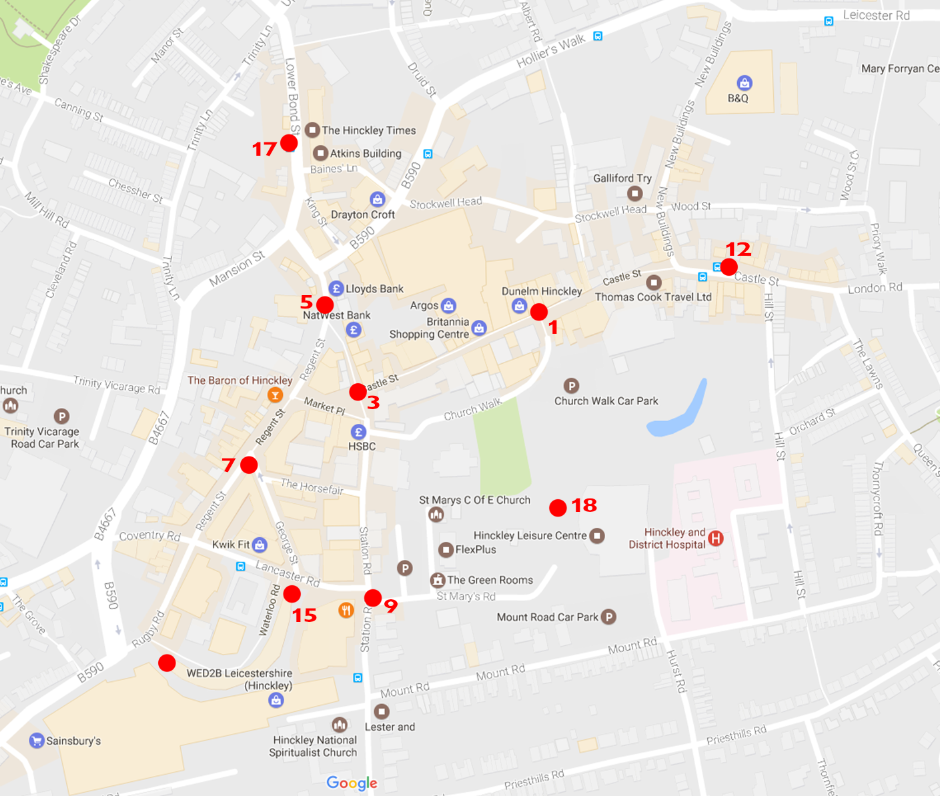 Shakespeare Dr
Manor St
Trinity Ln
Lower Bond St
Druid St
Albert Rd
Hollier's Walk
New Buildings
Leicester Rd
Mary Forryan Ce
B&Q
Canning St
Trinity Ln
17
The Hinckley Times
Atkins Building
Baines' Ln
B590
New Buildings
Chessher St
Galliford Try
Wood St Cl
Drayton Croft
Stockwell Head
Stockwell Head
Wood St
Mill Hill Rd
King St
B590
New Buildings
Priory Walk
Cleveland Rd
Trinity Ln
Mansion St
12
Castle St
Castle St
London Rd
Lloyds Bank
5
NatWest Bank
Argos
Britannia
Shopping Centre
Dunelm Hinckley
1
Thomas Cook Travel Ltd
Hill St
Regent St
The Lawns
Trinity Vicarage Rd
The Baron of Hinckley
Castle St
3
Market Pl
Church Walk
Church Walk Car Park
hurch
Trinity Vicarage
Road Car Park
B4667
Regent St
HSBC
Orchard St
Hill St
Queen's
7
The Horsefair
Regent St
St Marys C Of E Church
18
Thornycroft Rd
B4667
Coventry Rd
Kwik Fit
George St
Station Rd
FlexPlus
Hinckley Leisure Centre
Hinckley and
District Hospital
Lancaster Rd
The Green Rooms
St Mary's Rd
Hill St
B590
The Grove
Waterloo Rd
15
9
Mount Road Car Park
Rugby Rd
Mount Rd
B590
WED2B Leicestershire
(Hinckley)
Mount Rd
Mount Rd
Hurst Rd
Sainsbury's
Hinckley National
Spiritualist Church
Lester and
Priesthills Rd
Priesthills Rd
Google